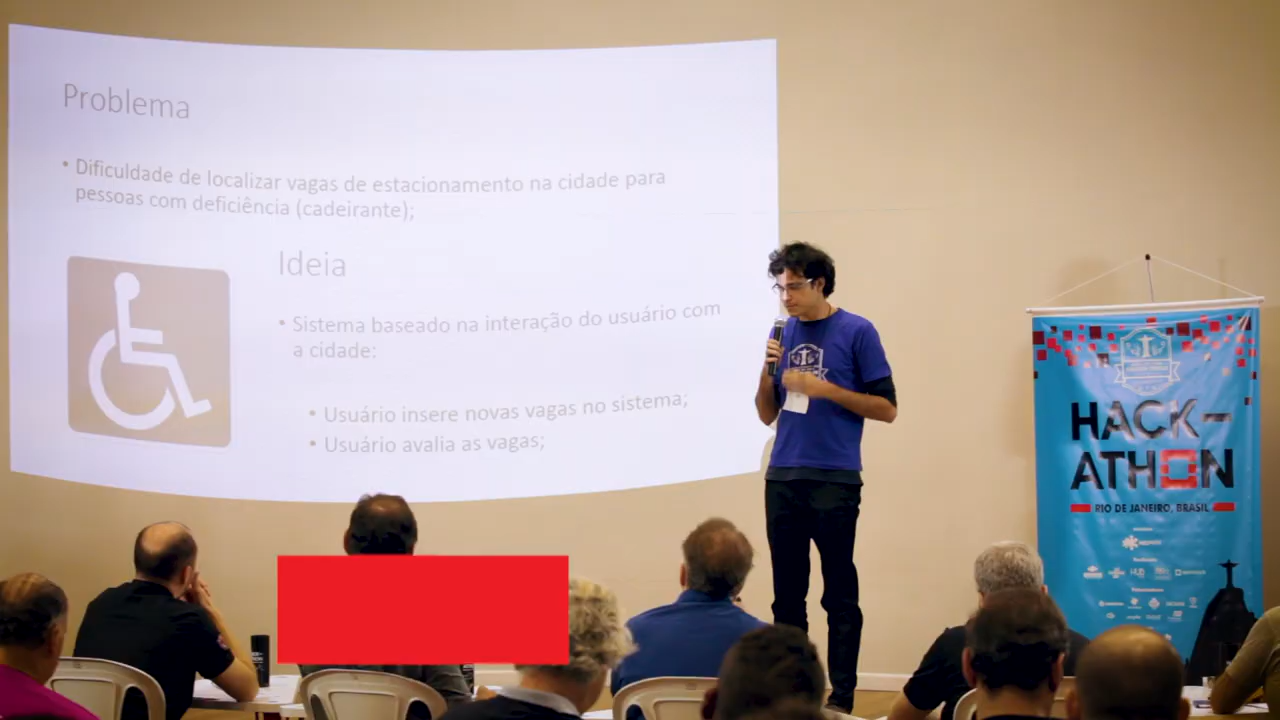 Problema
• Dificuldade de localizar vagas de estacionamento na cidade para
pessoas com deficiência (cadeirante);
Ideia
• Sistema baseado na interação do usuário com
a cidade:
• Usuário insere novas vagas no sistema;
• Usuário avalia as vagas;
HACK-
ATHON
RIO DE JANEIRO, BRASIL